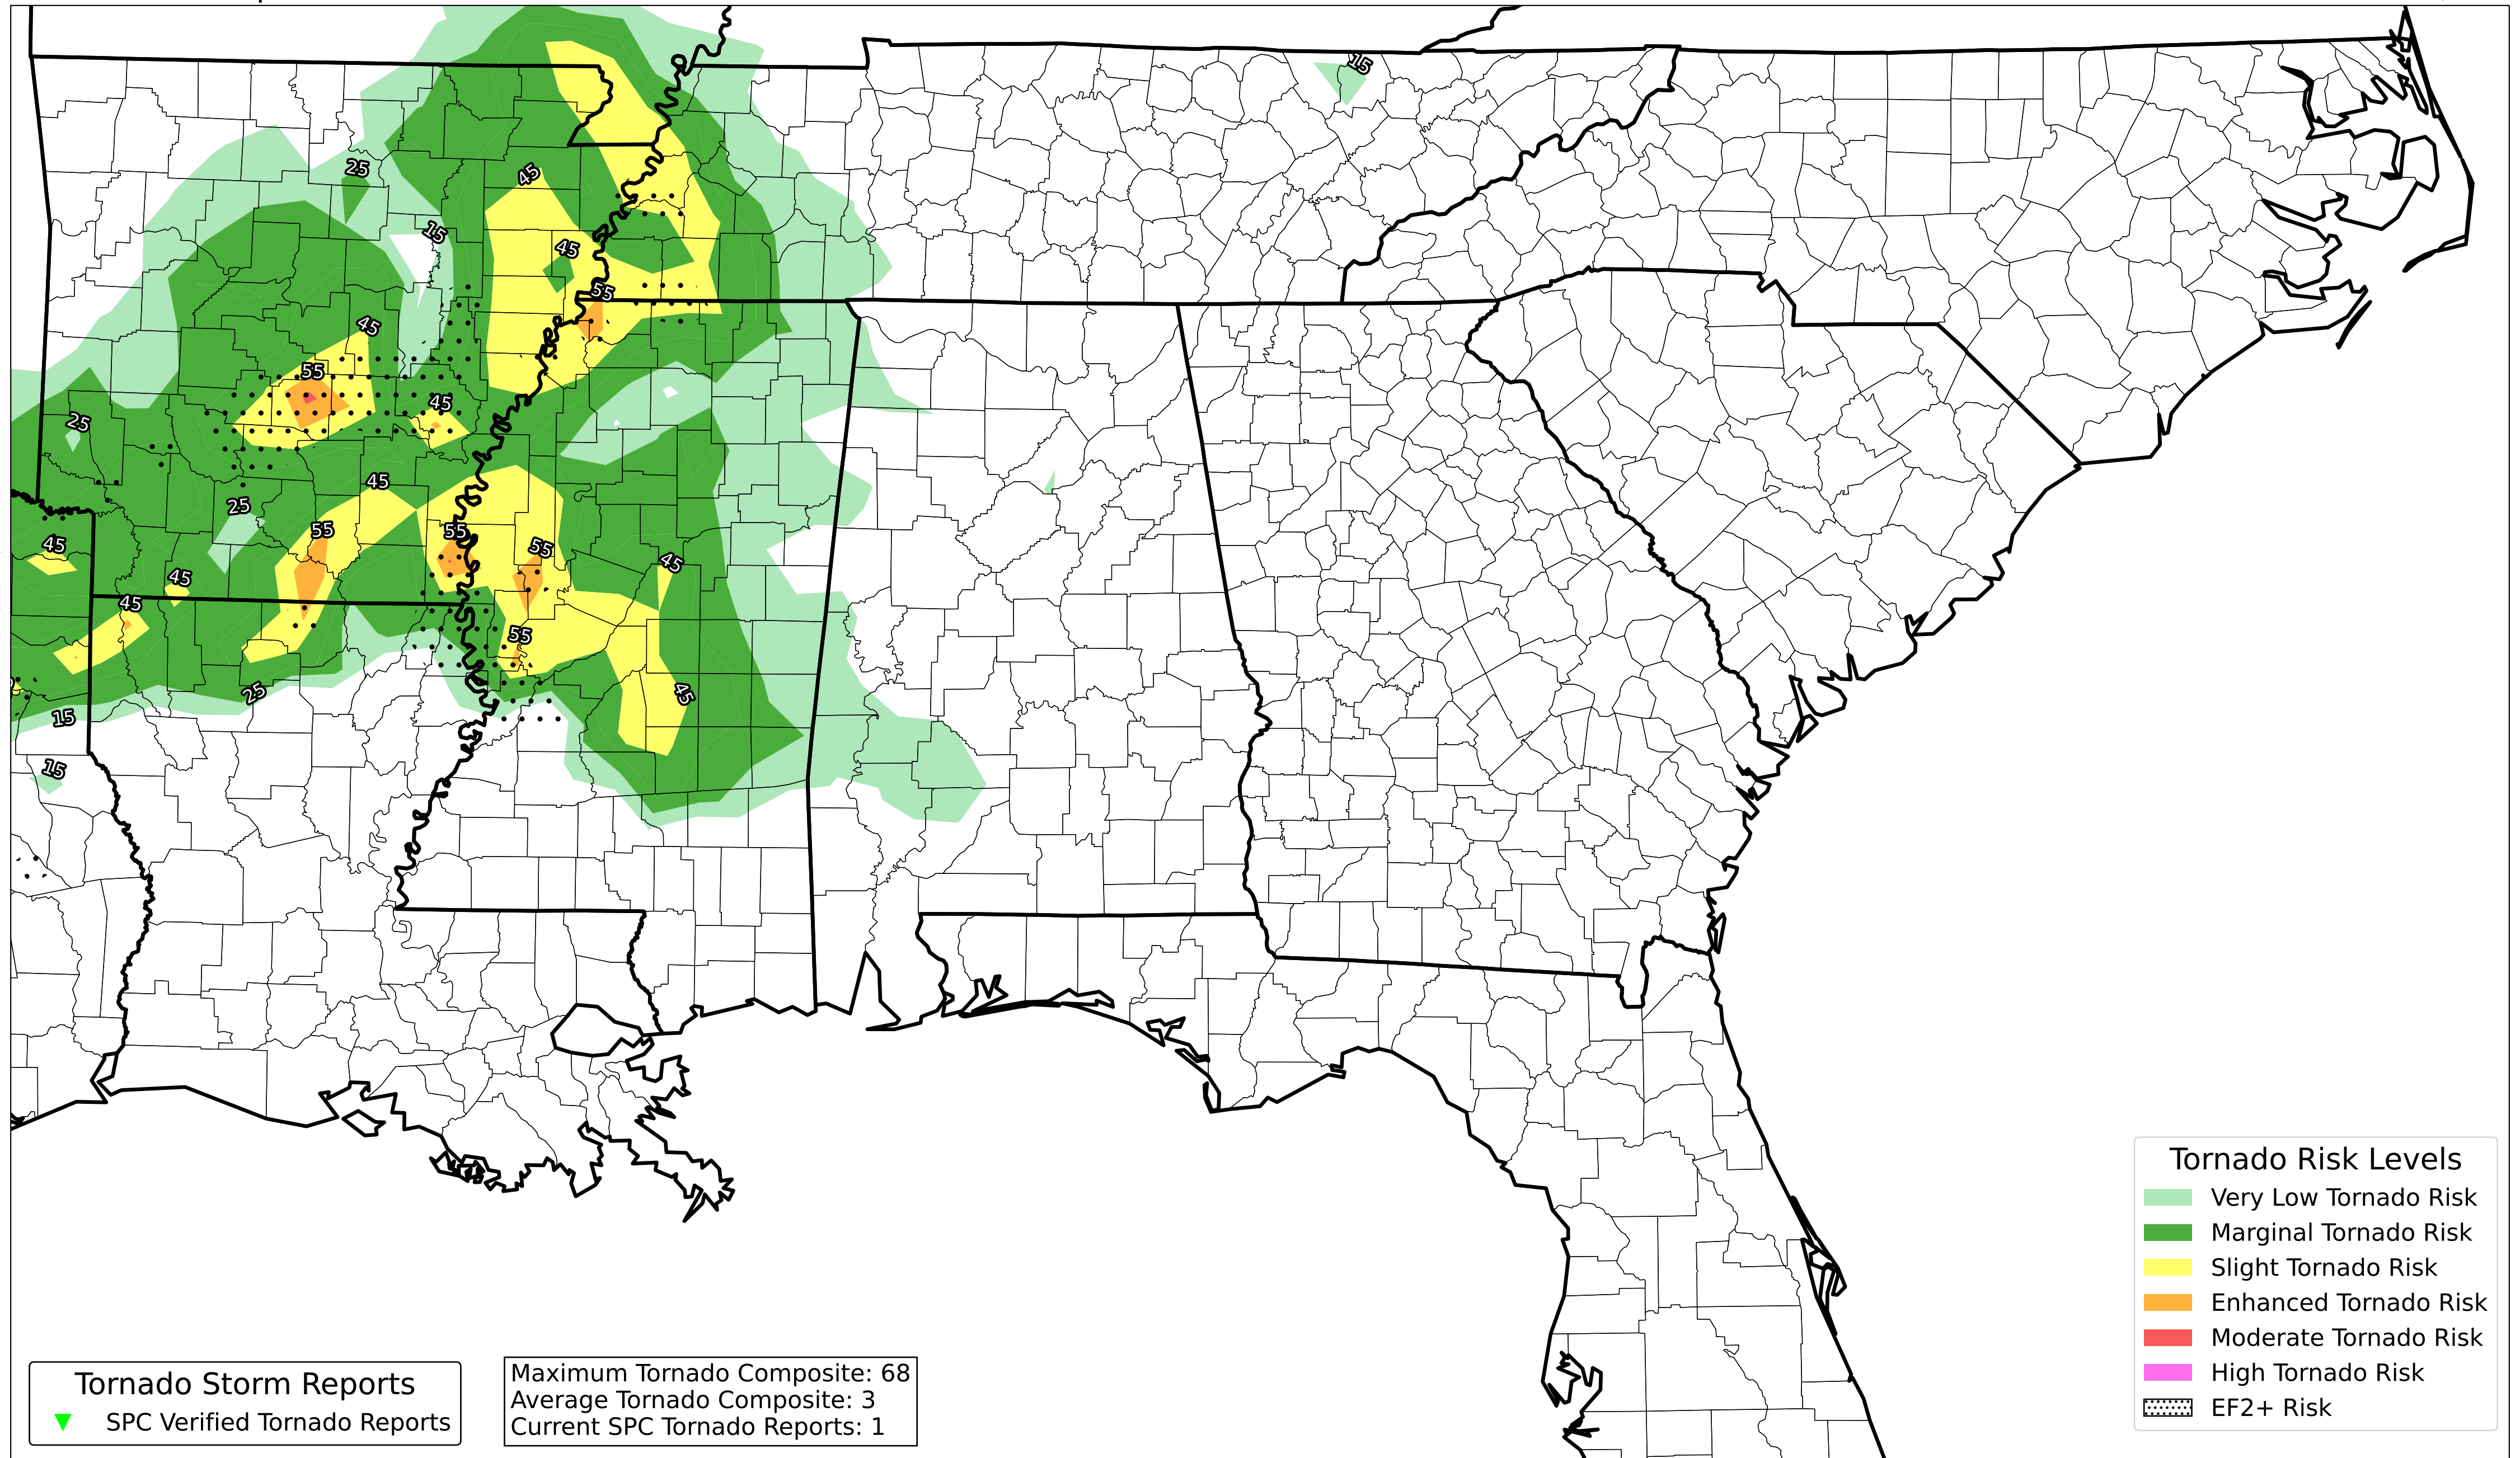 15
25
45
15
45
55
45
55
45
25
45
25
45
55
55
55
45
45
45
55
25
45
15
15
Tornado Risk Levels
Very Low Tornado Risk
Marginal Tornado Risk
Slight Tornado Risk
Enhanced Tornado Risk
Moderate Tornado Risk
High Tornado Risk
EF2+ Risk
Tornado Storm Reports
SPC Verified Tornado Reports
Maximum Tornado Composite: 68
Average Tornado Composite: 3
Current SPC Tornado Reports: 1